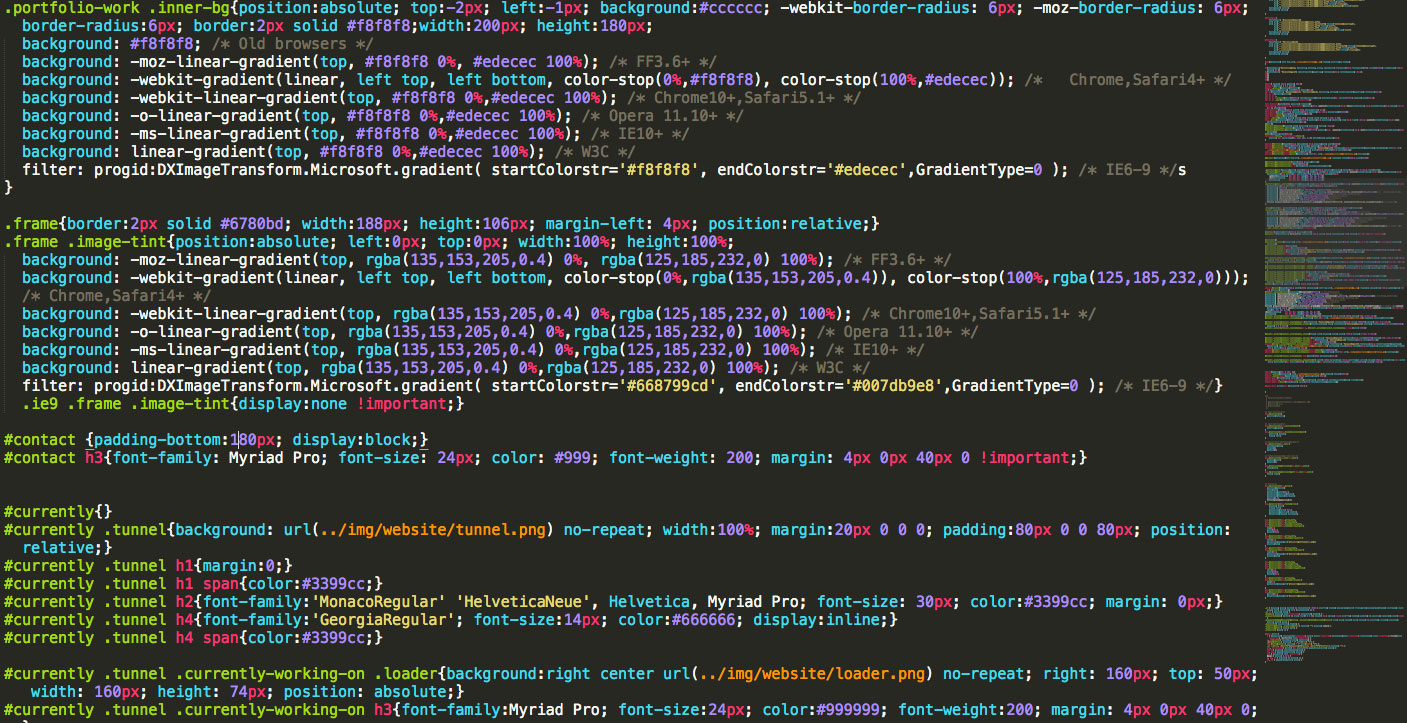 .portfolio-work .inner-bg{position:absolute; top:-2px; left:-1px; background:#cccccc; -webkit-border-radius: 6px; -moz-border-radius: 6px;
border-radius:6px; border:2px solid #f8f8f8;width:200px; height:180px;
background: #f8f8f8; /* Old browsers */
background: -moz-linear-gradient(top, #f8f8f8 0%, #edecec 100%); /* FF3.6+ */
background: -webkit-gradient(linear, left top, left bottom, color-stop(0%,#f8f8f8), color-stop(100%,#edecec)); /*   Chrome,Safari4+ */
background: -webkit-linear-gradient(top, #f8f8f8 0%,#edecec 100%); /* Chrome10+,Safari5.1+ */
background: -o-linear-gradient(top, #f8f8f8 0%,#edecec 100%); /* Opera 11.10+ */
background: -ms-linear-gradient(top, #f8f8f8 0%,#edecec 100%); /* IE10+ */
background: linear-gradient(top, #f8f8f8 0%,#edecec 100%); /* W3C */
filter: progid:DXImageTransform.Microsoft.gradient( startColorstr='#f8f8f8', endColorstr='#edecec',GradientType=0 ); /* IE6-9 */s
}
.frame{border:2px solid #6780bd; width:188px; height:106px; margin-left: 4px; position:relative;}
.frame .image-tint{position:absolute; left:0px; top:0px; width:100%; height:100%;
background: -moz-linear-gradient(top, rgba(135,153,205,0.4) 0%, rgba(125,185,232,0) 100%); /* FF3.6+ */
background: -webkit-gradient(linear, left top, left bottom, color-stop(0%,rgba(135,153,205,0.4)), color-stop(100%,rgba(125,185,232,0)));
/* Chrome,Safari4+ */
background: -webkit-linear-gradient(top, rgba(135,153,205,0.4) 0%,rgba(125,185,232,0) 100%); /* Chrome10+,Safari5.1+ */
background: -o-linear-gradient(top, rgba(135,153,205,0.4) 0%,rgba(125,185,232,0) 100%); /* Opera 11.10+ */
background: -ms-linear-gradient(top, rgba(135,153,205,0.4) 0%,rgba(125,185,232,0) 100%); /* IE10+ */
background: linear-gradient(top, rgba(135,153,205,0.4) 0%,rgba(125,185,232,0) 100%); /* W3C */
filter: progid:DXImageTransform.Microsoft.gradient( startColorstr='#668799cd', endColorstr='#007db9e8',GradientType=0 ); /* IE6-9 */}
.ie9 .frame .image-tint{display:none !important;}
#contact {padding-bottom:180px; display:block;}
#contact h3{font-family: Myriad Pro; font-size: 24px; color: #999; font-weight: 200; margin: 4px 0px 40px 0 !important;}
#currently{}
#currently .tunnel{background: url(../img/website/tunnel.png) no-repeat; width:100%; margin:20px 0 0 0; padding:80px 0 0 80px; position:
relative;}
#currently .tunnel h1{margin:0;}
#currently .tunnel h1 span{color:#3399cc;}
#currently .tunnel h2{font-family:'MonacoRegular' 'HelveticaNeue', Helvetica, Myriad Pro; font-size: 30px; color:#3399cc; margin: 0px;}
#currently .tunnel h4{font-family:'GeorgiaRegular'; font-size:14px; color:#666666; display:inline;}
#currently .tunnel h4 span{color:#3399cc;}
#currently .tunnel .currently-working-on .loader{background:right center url(../img/website/loader.png) no-repeat; right: 160px; top: 50px;
width: 160px; height: 74px; position: absolute;}
#currently .tunnel .currently-working-on h3{font-family:Myriad Pro; font-size:24px; color:#999999; font-weight:200; margin: 4px 0px 40px 0;